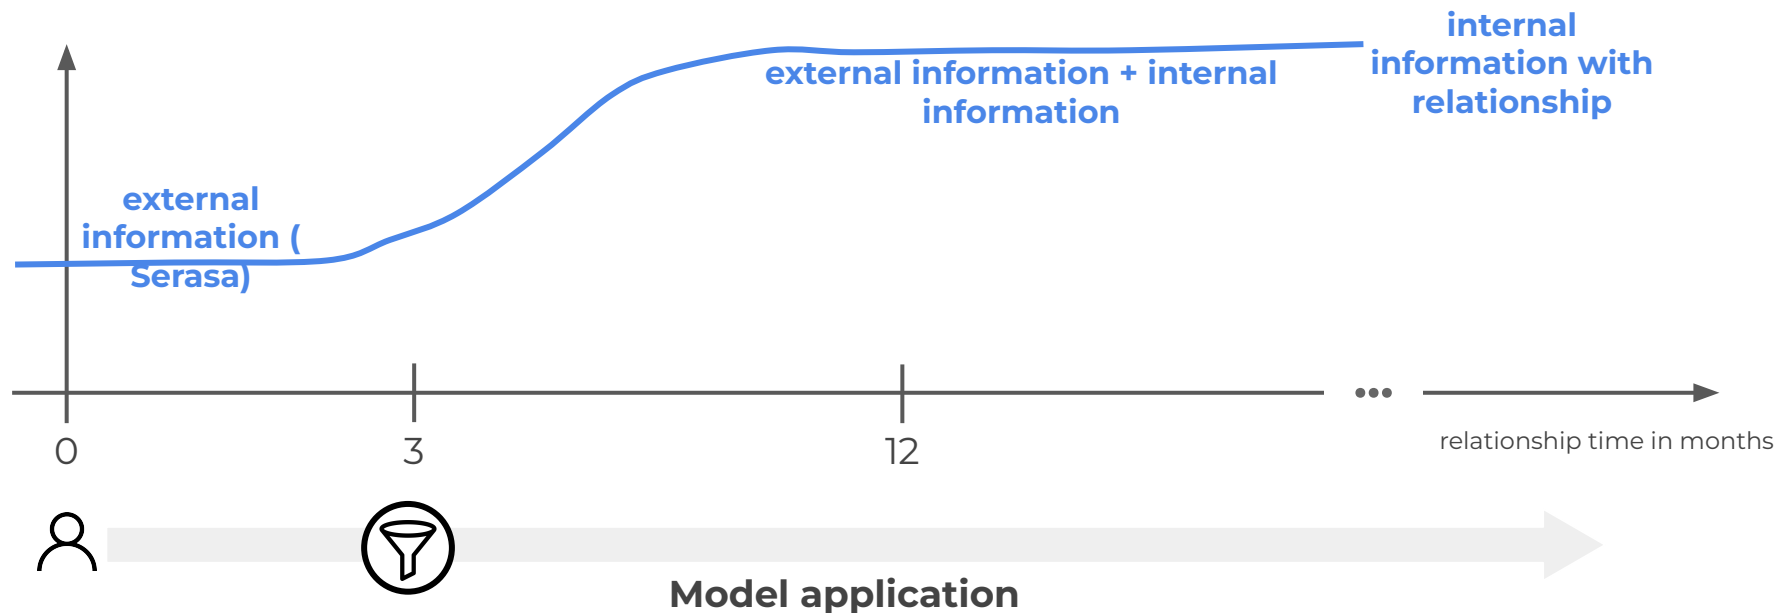 internal
information with
relationship
external information + internal
information
external
information (
Serasa)
0
3
12
relationship time in months
Model application